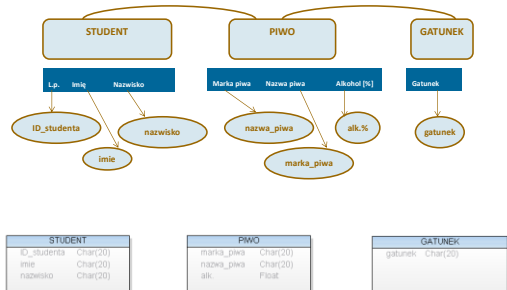 STUDENT PIWO GATUNEK
L.p. Imię Nazwisko Marka piwa Nazwa piwa Alkohol [%] Gatunek
ID_studenta nazwisko nazwa_piwa alk.% gatunek
imie marka_piwa
STUDENT
ID_studenta Char(20)
imie Char(20)
nazwisko Char(20)
PIWO
marka_piwa Char(20)
nazwa_piwa Char(20)
alk. Float
GATUNEK
gatunek Char(20)